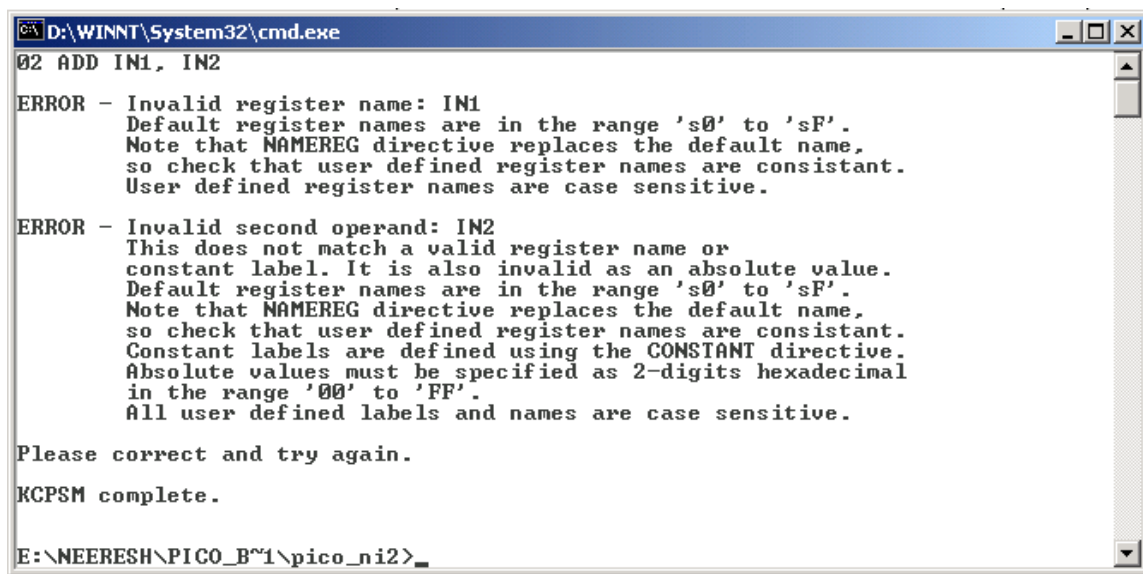 D:\WINNT\System32\cmd.exe
02 ADD IN1, IN2
ERROR - Invalid register name: IN1
Default register names are in the range 's0' to 'sF'.
Note that NAMEREG directive replaces the default name,
so check that user defined register names are consistant.
User defined register names are case sensitive.
ERROR - Invalid second operand: IN2
This does not match a valid register name or
constant label. It is also invalid as an absolute value.
Default register names are in the range 's0' to 'sF'.
Note that NAMEREG directive replaces the default name,
so check that user defined register names are consistant.
Constant labels are defined using the CONSTANT directive.
Absolute values must be specified as 2-digits hexadecimal
in the range '00' to 'FF'.
All user defined labels and names are case sensitive.
Please correct and try again.
KCPSM complete.
E:\NEERESH\PICO_B~1\pico_ni2>_